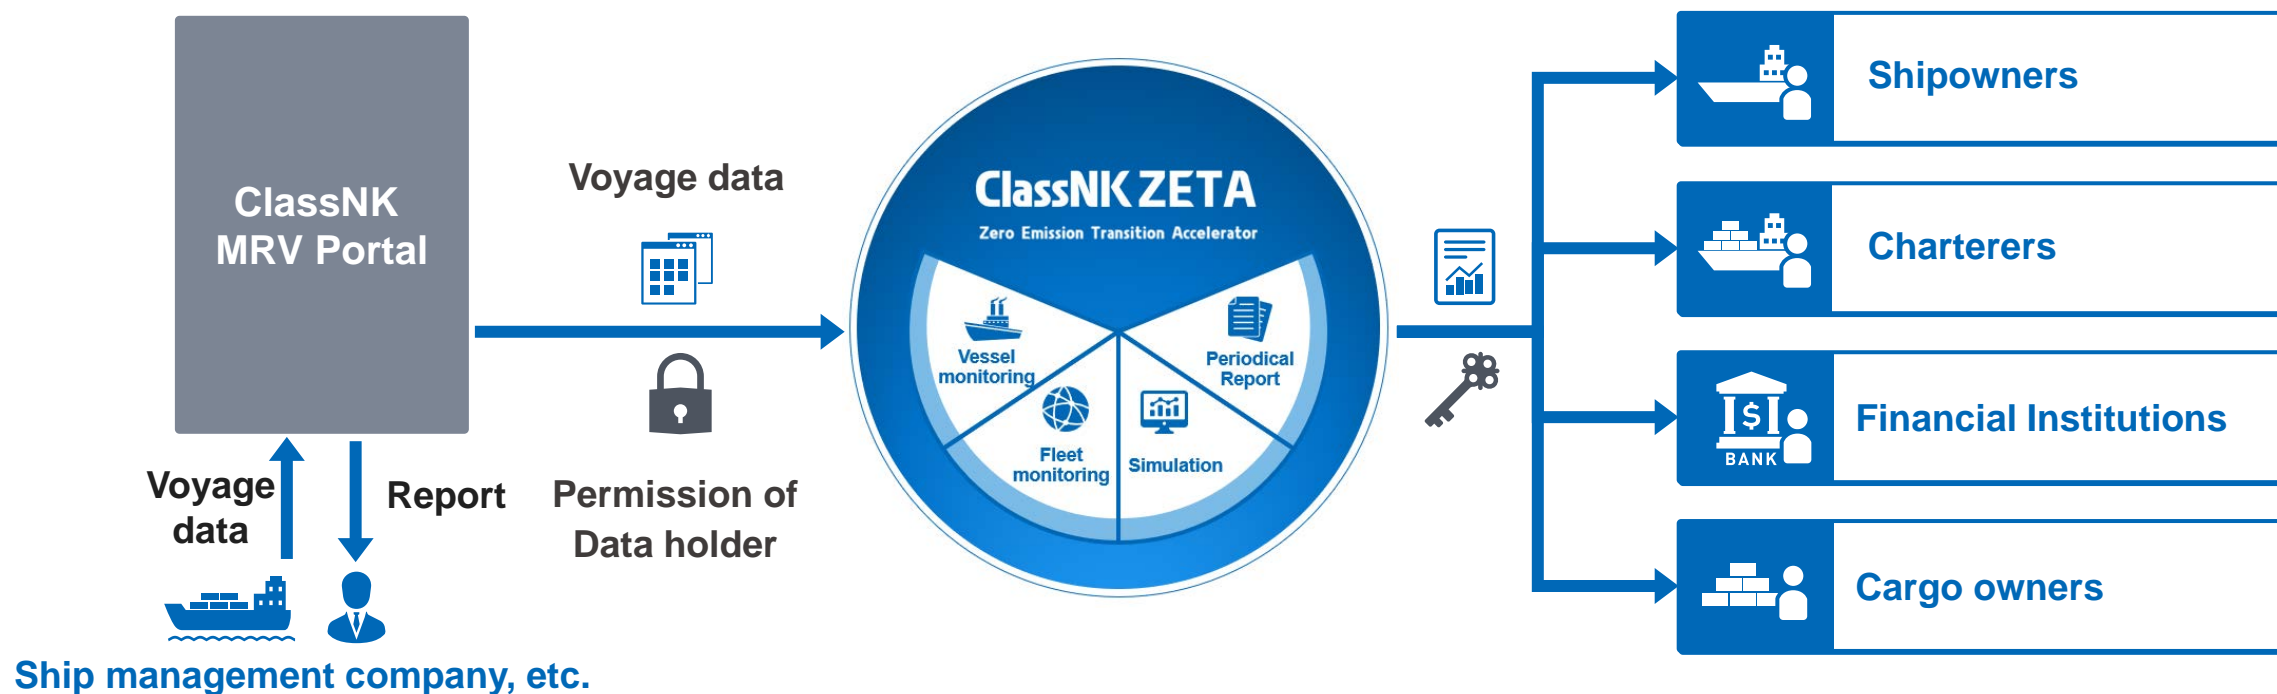 ClassNK
MRV Portal
Voyage
data
Report
Ship management company, etc.
Voyage data
Permission of
Data holder
ClassNK ZETA
Zero Emission Transition Accelerator
Vessel
monitoring
Fleet
monitoring
Simulation
Periodical
Report
Shipowners
Charterers
$
BANK
Financial Institutions
Cargo owners